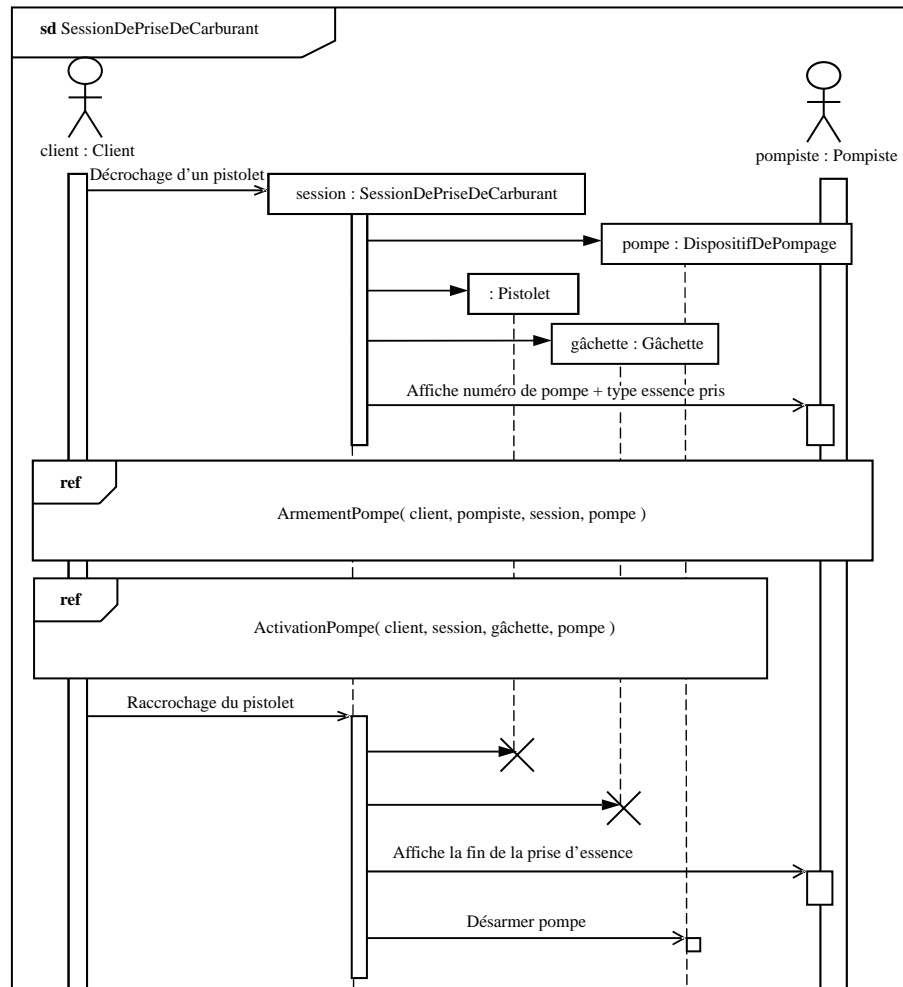 sd SessionDePriseDeCarburant
client : Client
pompiste : Pompiste
Décrochage d'un pistolet
session : SessionDePriseDeCarburant
pompe : DispositifDePompage
: Pistolet
gâchette : Gâchette
Affiche numéro de pompe + type essence pris
ref
ArmementPompe( client, pompiste, session, pompe )
ref
ActivationPompe( client, session, gâchette, pompe )
Raccrochage du pistolet
Affiche la fin de la prise d'essence
Désarmer pompe